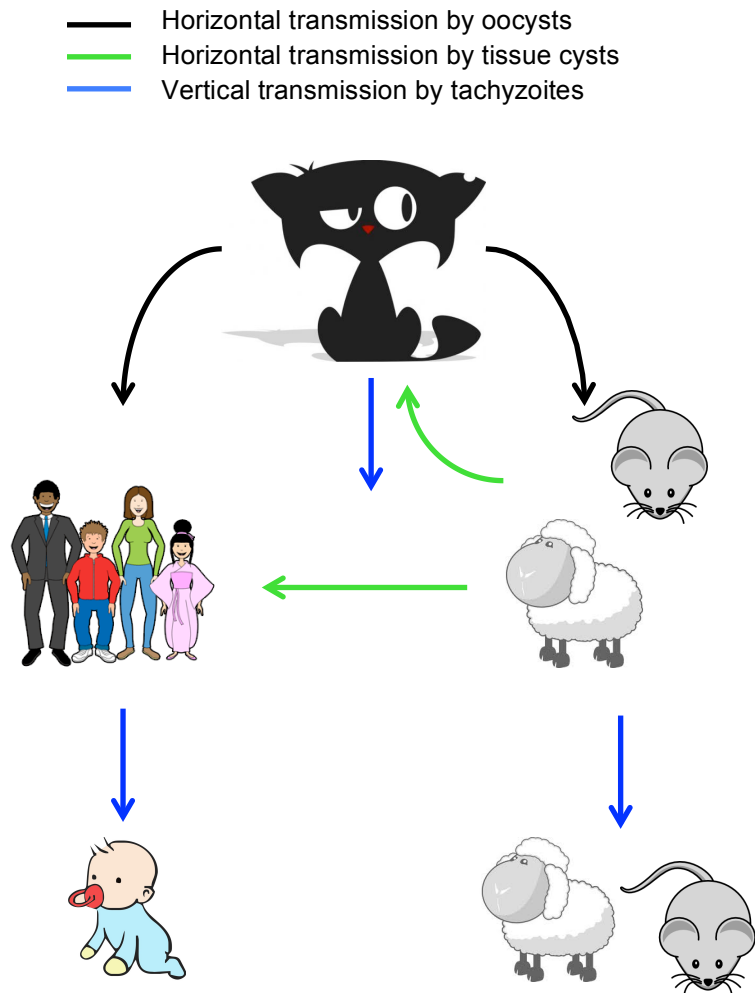 Horizontal transmission by oocysts
Horizontal transmission by tissue cysts
Vertical transmission by tachyzoites